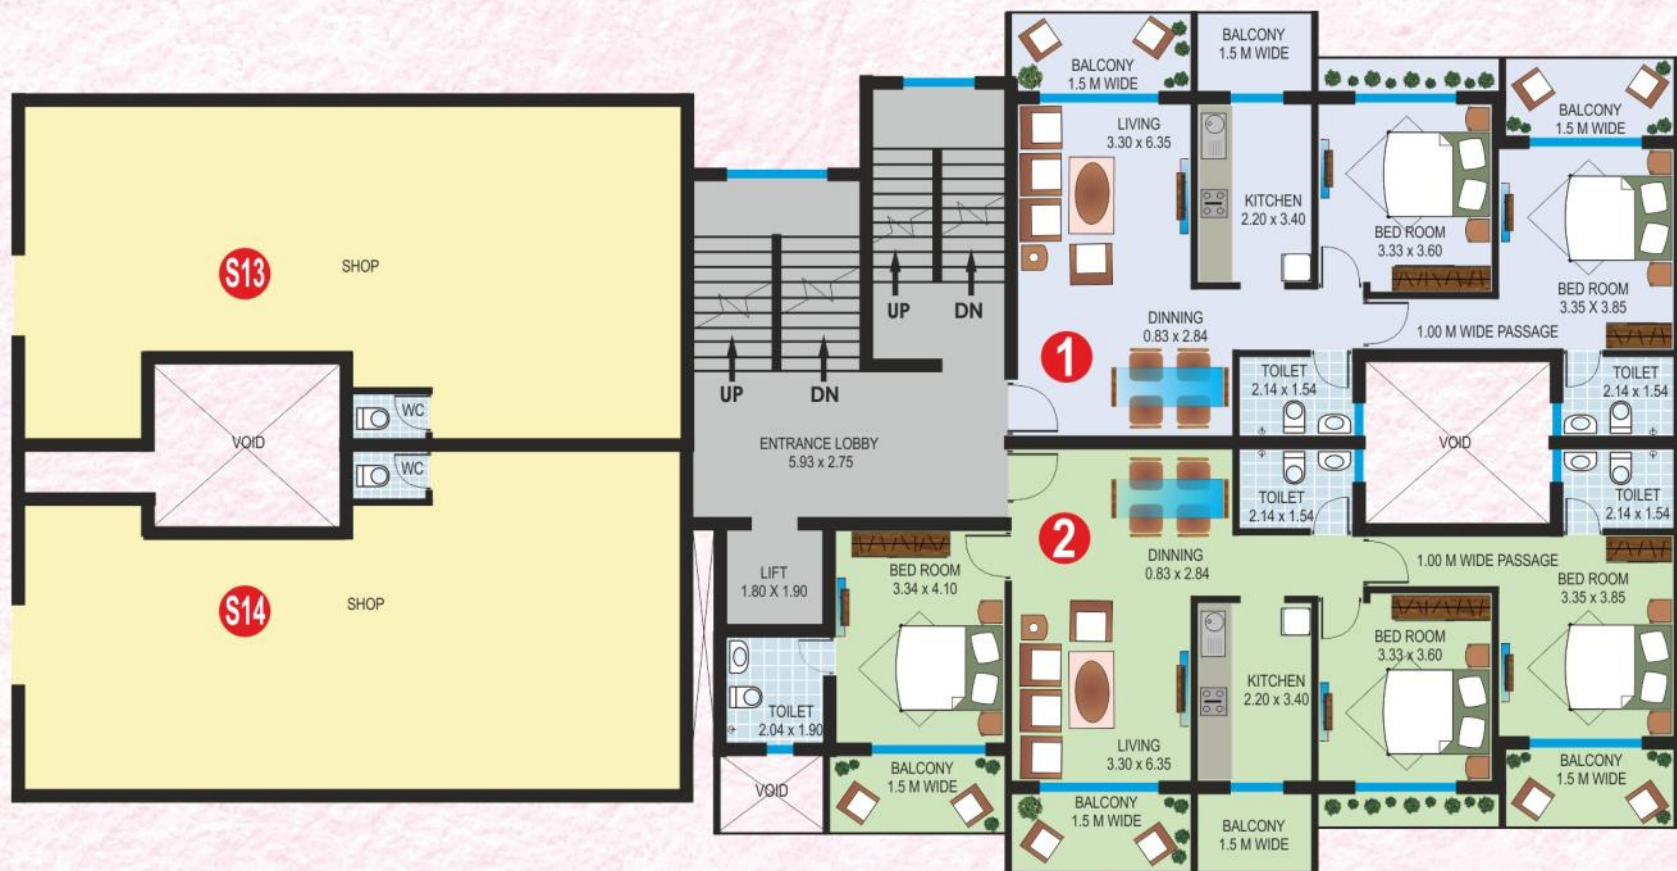 BALCONY
1.5 M WIDE
BALCONY
1.5 M WIDE
BALCONY
1.5 M WIDE
LIVING
3.30 x 6.35
KITCHEN
2.20 x 3.40
BED ROOM
3.33 x 3.60
BED ROOM
3.35 X 3.85
S13
SHOP
UP
DN
UP
DN
DINNING
0.83 x 2.84
1.00 M WIDE PASSAGE
1
TOILET
2.14 x 1.54
TOILET
2.14 x 1.54
WC
VOID
WC
ENTRANCE LOBBY
5.93 x 2.75
VOID
TOILET
2.14 x 1.54
TOILET
2.14 x 1.54
2
DINNING
0.83 x 2.84
1.00 M WIDE PASSAGE
S14
SHOP
LIFT
1.80 X 1.90
BED ROOM
3.34 x 4.10
BED ROOM
3.35 x 3.85
BED ROOM
3.33 x 3.60
KITCHEN
2.20 x 3.40
TOILET
2.04 x 1.90
LIVING
3.30 x 6.35
VOID
BALCONY
1.5 M WIDE
BALCONY
1.5 M WIDE
BALCONY
1.5 M WIDE
BALCONY
1.5 M WIDE